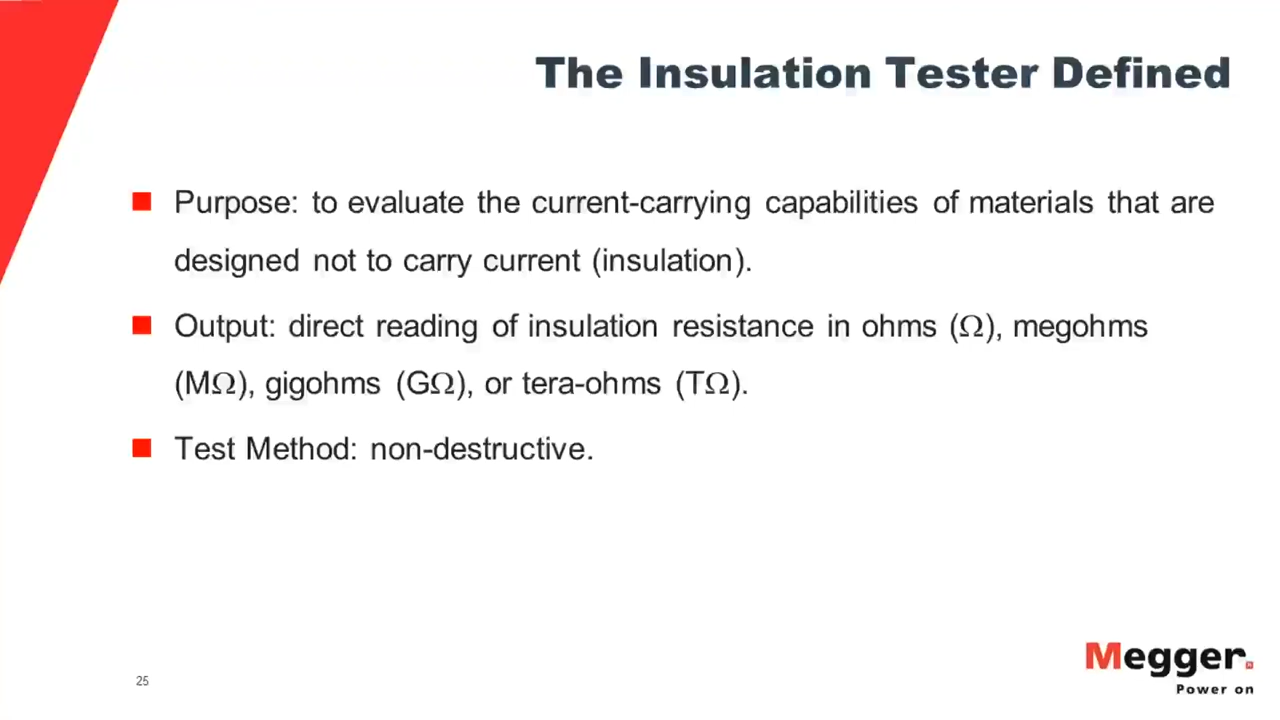 The Insulation Tester Defined
Purpose: to evaluate the current-carrying capabilities of materials that are
designed not to carry current (insulation).
Output: direct reading of insulation resistance in ohms (Ω), megohms
(MΩ), gigohms (GΩ), or tera-ohms (TΩ).
Test Method: non-destructive.
25
Megger.
Power on